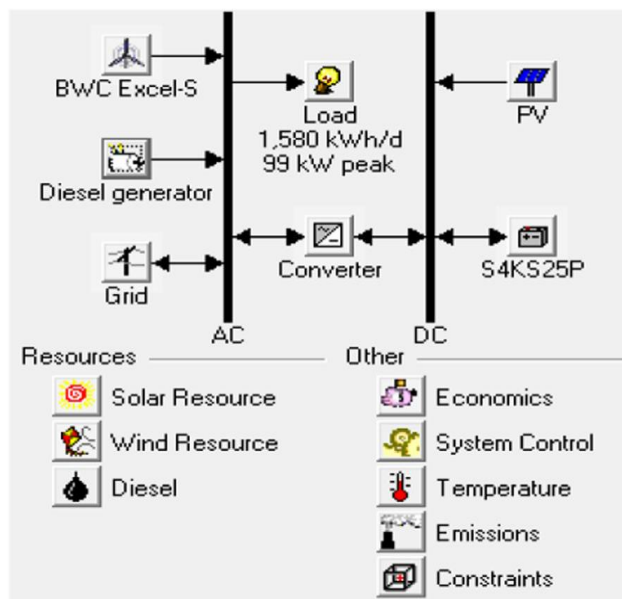 BWC Excel-S
Load
1,580 kWh/d
99 kW peak
PV
Diesel generator
Grid
Converter
S4KS25P
AC
DC
Resources
Other
Solar Resource
Economics
Wind Resource
System Control
Diesel
Temperature
Emissions
Constraints